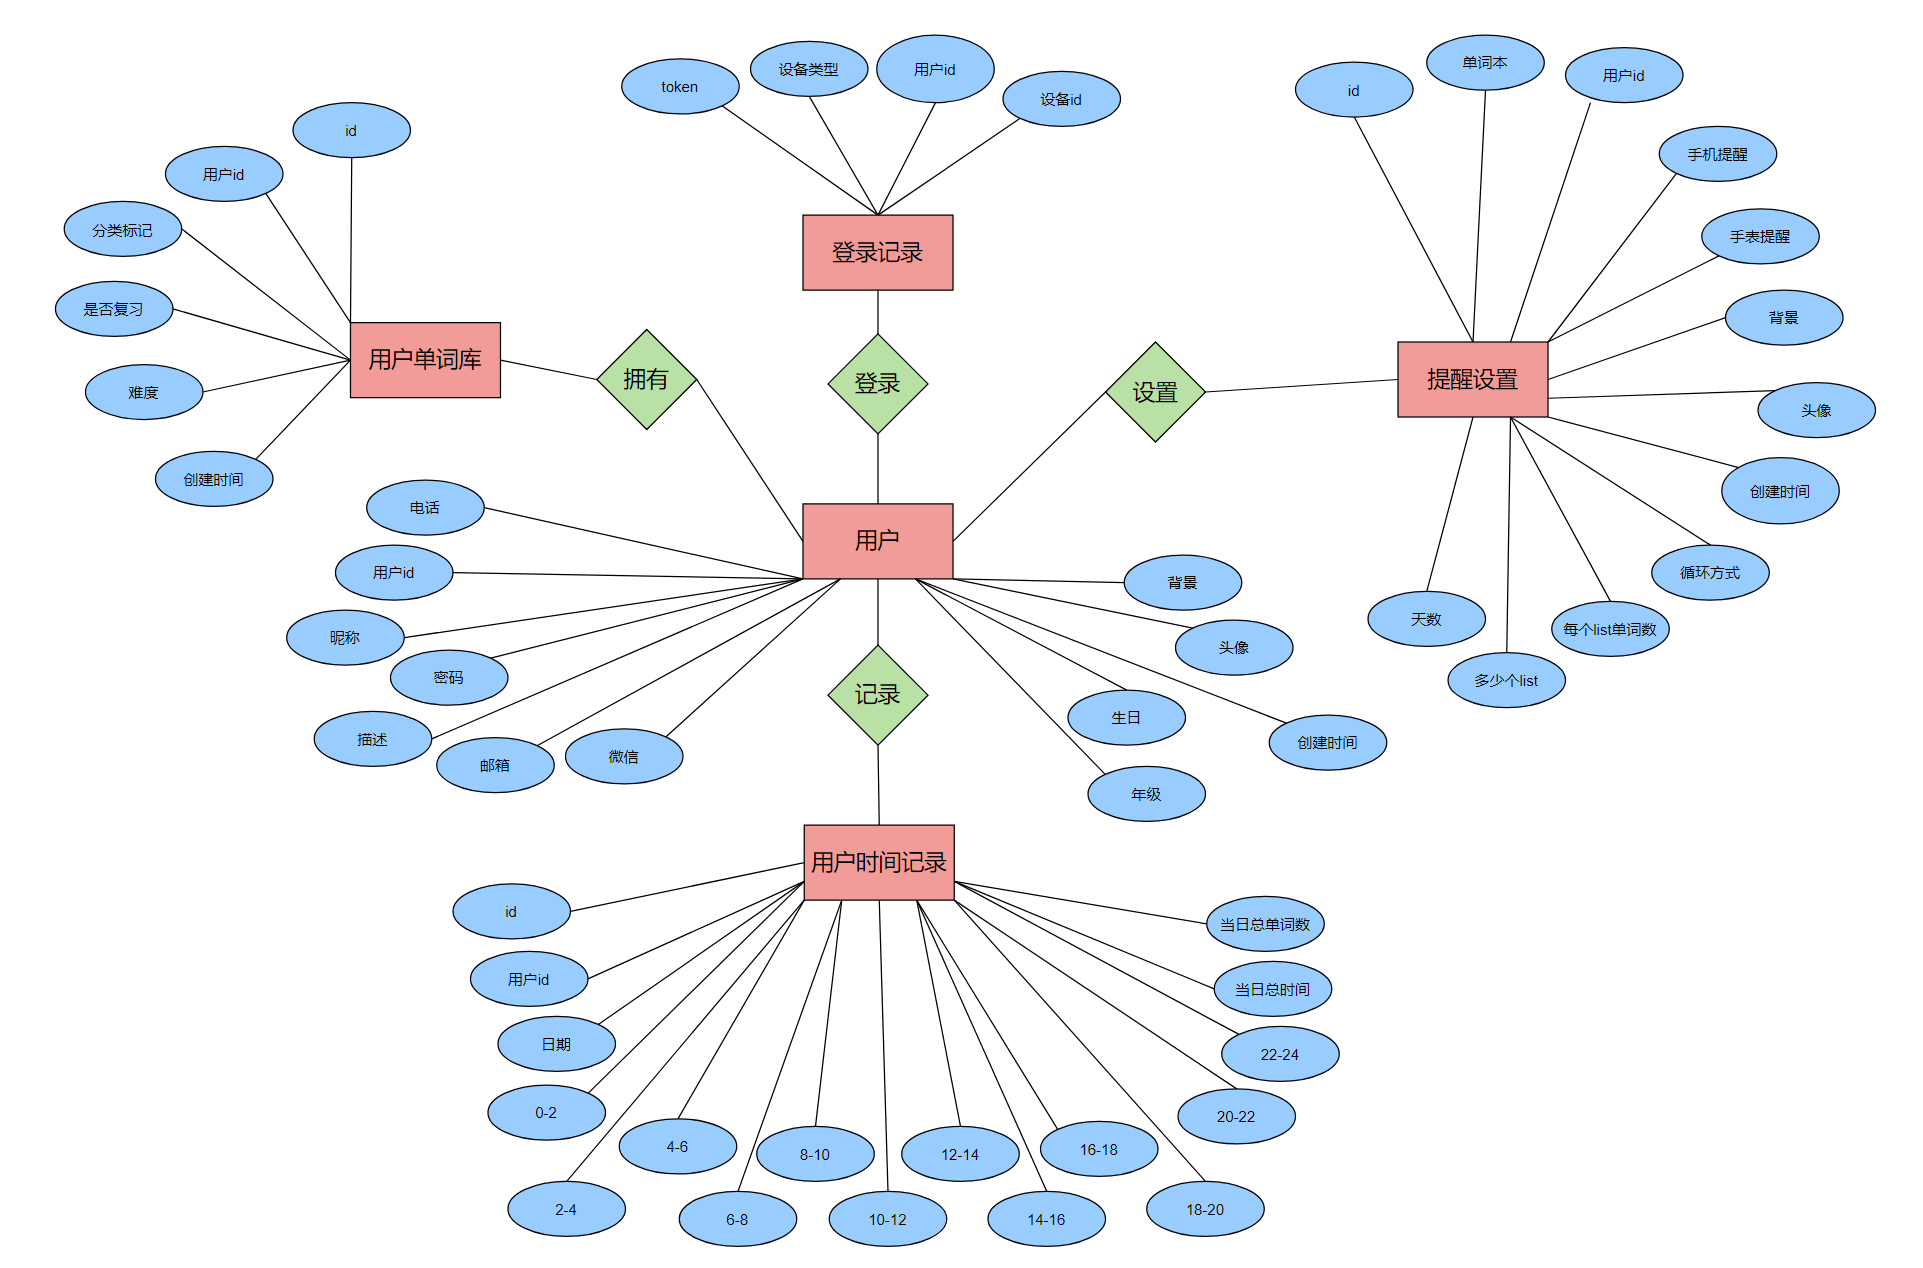 token
设备类型
用户id
设备id
id
单词本
用户id
id
用户id
分类标记
是否复习
难度
创建时间
用户单词库
拥有
登录记录
登录
设置
提醒设置
手机提醒
手表提醒
背景
头像
创建时间
循环方式
每个list单词数
多少个list
天数
用户
电话
用户id
昵称
密码
描述
邮箱
微信
背景
头像
生日
创建时间
年级
记录
用户时间记录
id
用户id
日期
0-2
2-4
4-6
6-8
8-10
10-12
12-14
14-16
16-18
18-20
20-22
22-24
当日总时间
当日总单词数